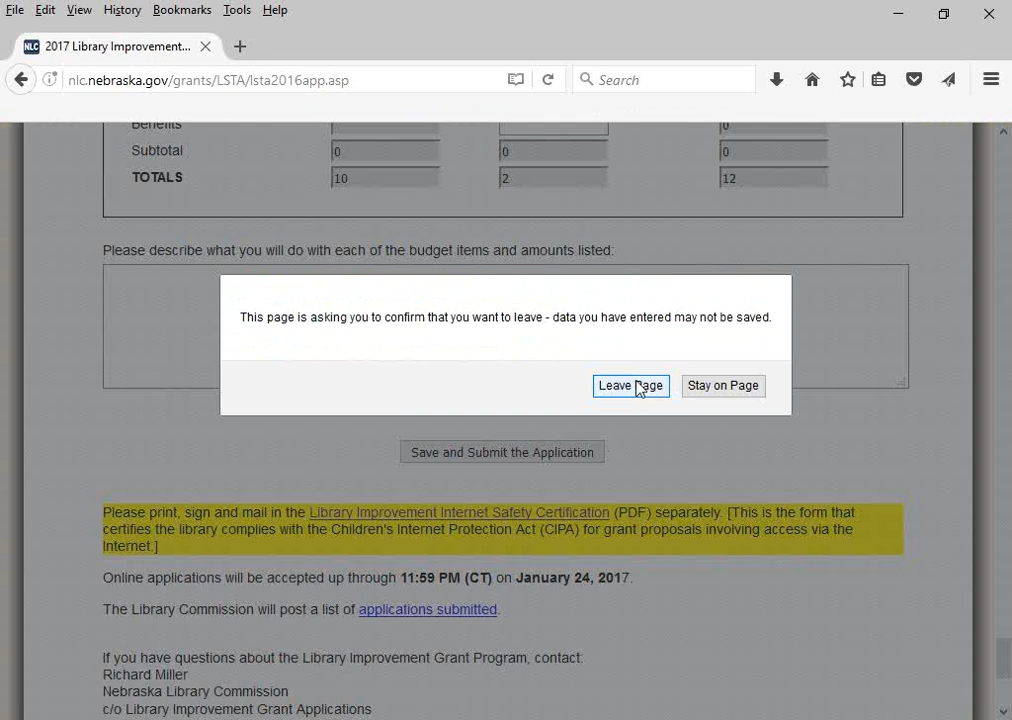 File Edit View History Bookmarks Tools Help
NLC 2017 Library Improvement...
nlc.nebraska.gov/grants/LSTA/lsta2016app.asp Search
Benefits 0
Subtotal 0 0 0
TOTALS 10 2 12
Please describe what you will do with each of the budget items and amounts listed:
This page is asking you to confirm that you want to leave - data you have entered may not be saved.
Leave Page Stay on Page
Save and Submit the Application
Please print, sign and mail in the Library Improvement Internet Safety Certification (PDF) separately. [This is the form that
certifies the library complies with the Children's Internet Protection Act (CIPA) for grant proposals involving access via the
Internet.]
Online applications will be accepted up through 11:59 PM (CT) on January 24, 2017.
The Library Commission will post a list of applications submitted.
If you have questions about the Library Improvement Grant Program, contact:
Richard Miller
Nebraska Library Commission
c/o Library Improvement Grant Applications